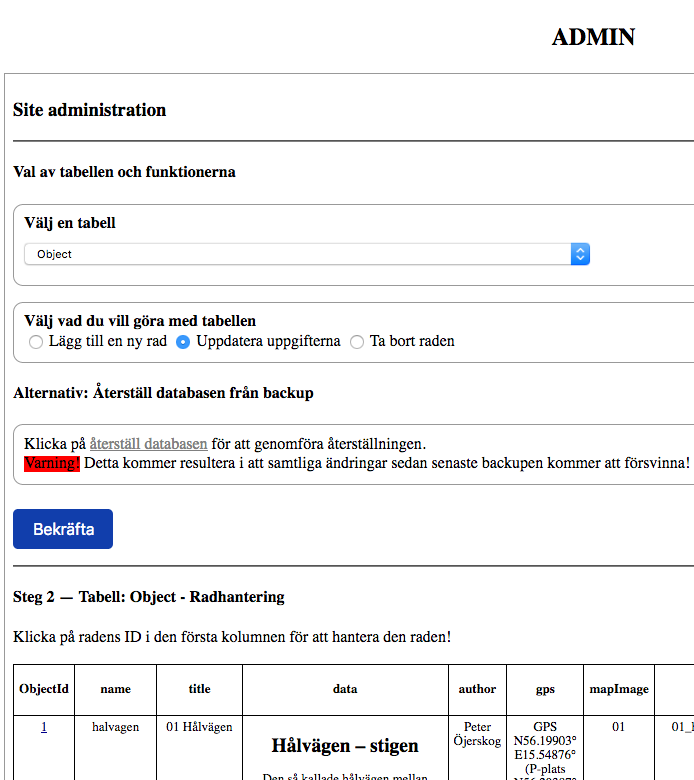 ADMIN
Site administration
Val av tabellen och funktionerna
Välj en tabell
Object
Välj vad du vill göra med tabellen
Lägg till en ny rad Uppdatera uppgifterna Ta bort raden
Alternativ: Återställ databasen från backup
Klicka på återställ databasen för att genomföra återställningen.
Varning! Detta kommer resultera i att samtliga ändringar sedan senaste backupen kommer att försvinna!
Bekräfta
Steg 2 — Tabell: Object - Radhantering
Klicka på radens ID i den första kolumnen för att hantera den raden!
ObjectId name title data author gps mapImage
1 halvagen 01 Hålvägen Peter GPS 01
Öjerskog N56.19903°
Hålvägen – stigen E15.54876°
(P-plats
Den så kallade hålvägen mellan